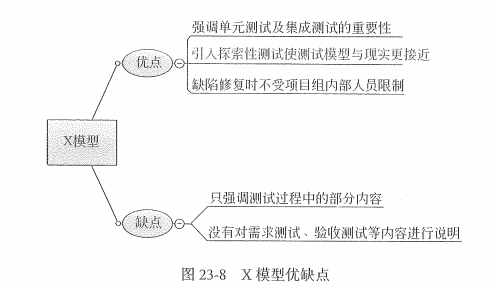 强调单元测试及集成测试的重要性
优点
引入探索性测试使测试模型与现实更接近
缺陷修复时不受项目组内部人员限制
X模型
只强调测试过程中的部分内容
缺点
没有对需求测试、验收测试等内容进行说明
图 23-8 X 模型优缺点